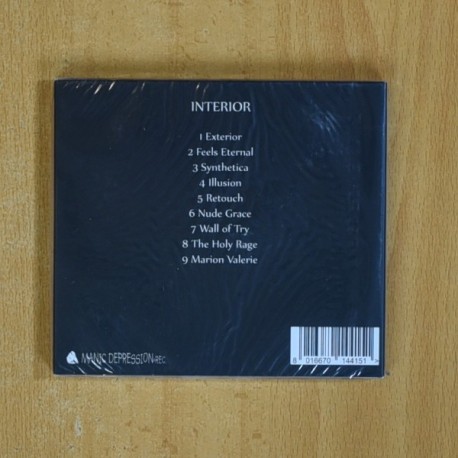 INTERIOR
1 Exterior
2 Feels Eternal
3 Synthetica
4 Illusion
5 Retouch
6 Nude Grace
7 Wall of Try
8 The Holy Rage
9 Marion Valerie
MANIC DEPRESSION REC
8 016670 144151 >